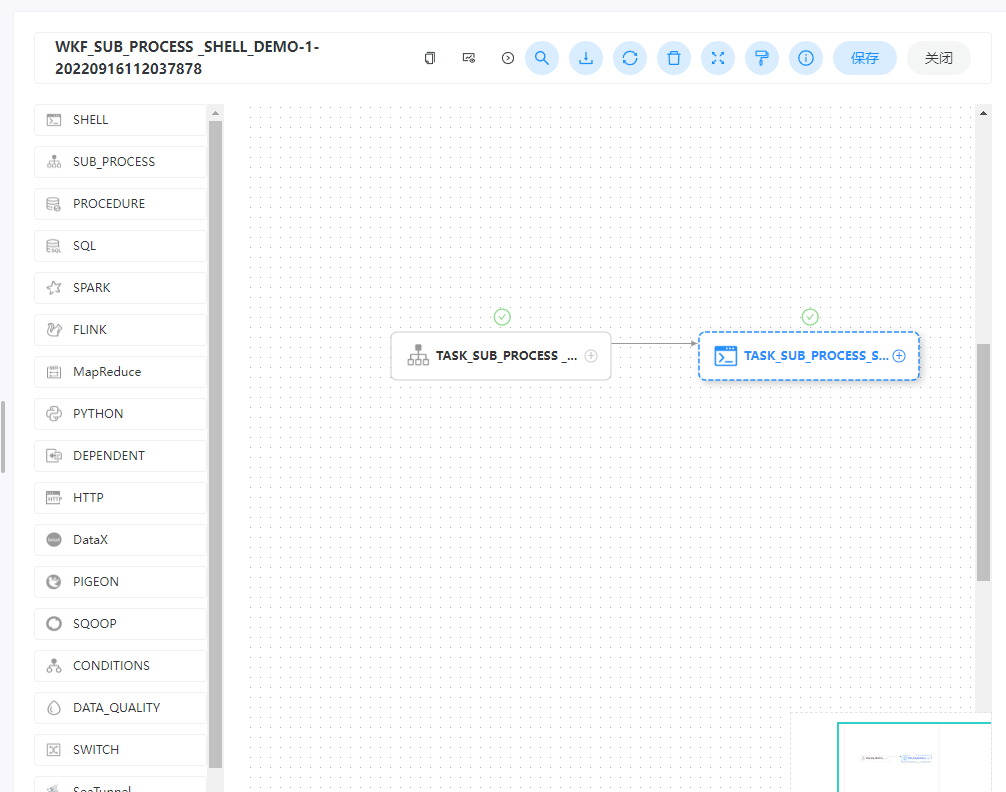 WKF_SUB_PROCESS _SHELL_DEMO-1-
20220916112037878
保存
关闭
SHELL
SUB_PROCESS
PROCEDURE
SQL
SPARK
FLINK
MapReduce
PYTHON
DEPENDENT
HTTP
DataX
PIGEON
SQOOP
CONDITIONS
DATA_QUALITY
SWITCH
SeaTunnel
TASK_SUB_PROCESS _...
TASK_SUB_PROCESS_S...